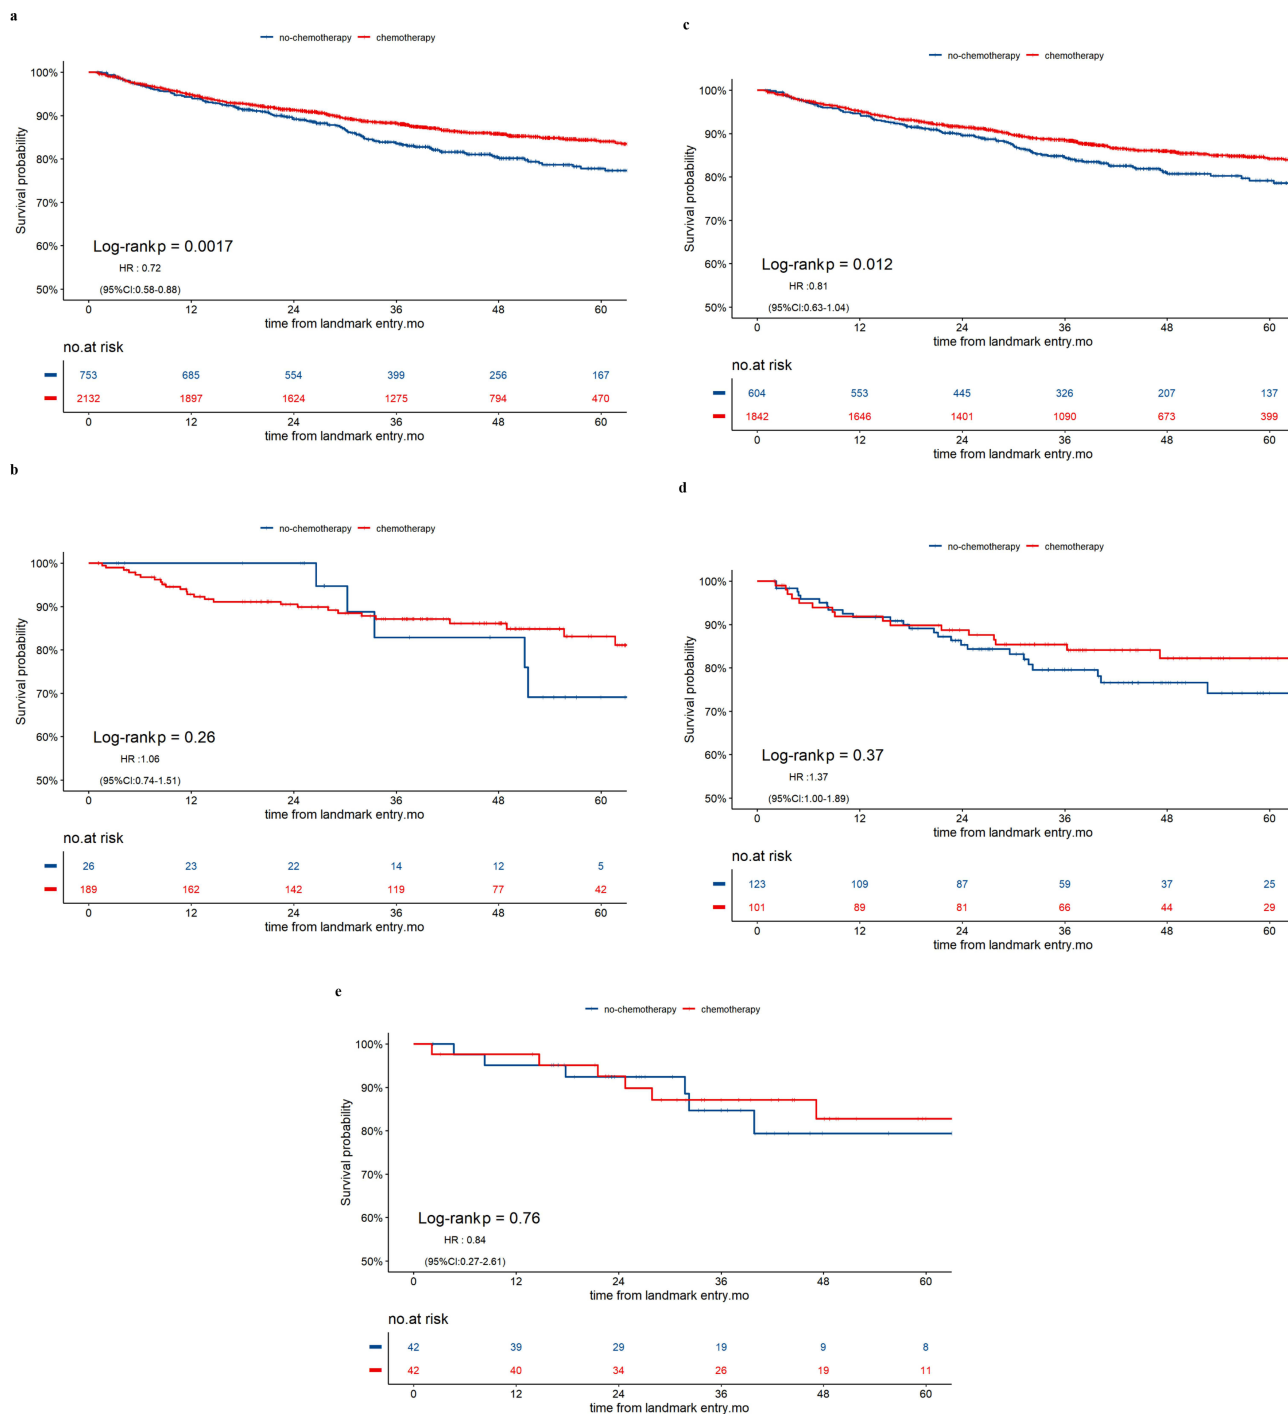 a
no-chemotherapy chemotherapy
100%
90%
80%
70%
60%
50%
Survival probability
Log-rank p = 0.0017
HR : 0.72
(95%CI:0.58-0.88)
0 12 24 36 48 60
time from landmark entry.mo
no.at risk
753 685 554 399 256 167
2132 1897 1624 1275 794 470
0 12 24 36 48 60
time from landmark entry.mo
c
no-chemotherapy chemotherapy
100%
90%
80%
70%
60%
50%
Survival probability
Log-rank p = 0.012
HR :0.81
(95%CI:0.63-1.04)
0 12 24 36 48 60
time from landmark entry.mo
no.at risk
604 553 445 326 207 137
1842 1646 1401 1090 673 399
0 12 24 36 48 60
time from landmark entry.mo
b
no-chemotherapy chemotherapy
100%
90%
80%
70%
60%
50%
Survival probability
Log-rank p = 0.26
HR :1.06
(95%CI:0.74-1.51)
0 12 24 36 48 60
time from landmark entry.mo
no.at risk
26 23 22 14 12 5
189 162 142 119 77 42
0 12 24 36 48 60
time from landmark entry.mo
d
no-chemotherapy chemotherapy
100%
90%
80%
70%
60%
50%
Survival probability
Log-rank p = 0.37
HR :1.37
(95%CI:1.00-1.89)
0 12 24 36 48 60
time from landmark entry.mo
no.at risk
123 109 87 59 37 25
101 89 81 66 44 29
0 12 24 36 48 60
time from landmark entry.mo
e
no-chemotherapy chemotherapy
100%
90%
80%
70%
60%
50%
Survival probability
Log-rank p = 0.76
HR : 0.84
(95%CI:0.27-2.61)
0 12 24 36 48 60
time from landmark entry.mo
no.at risk
42 39 29 19 9 8
42 40 34 26 19 11
0 12 24 36 48 60
time from landmark entry.mo